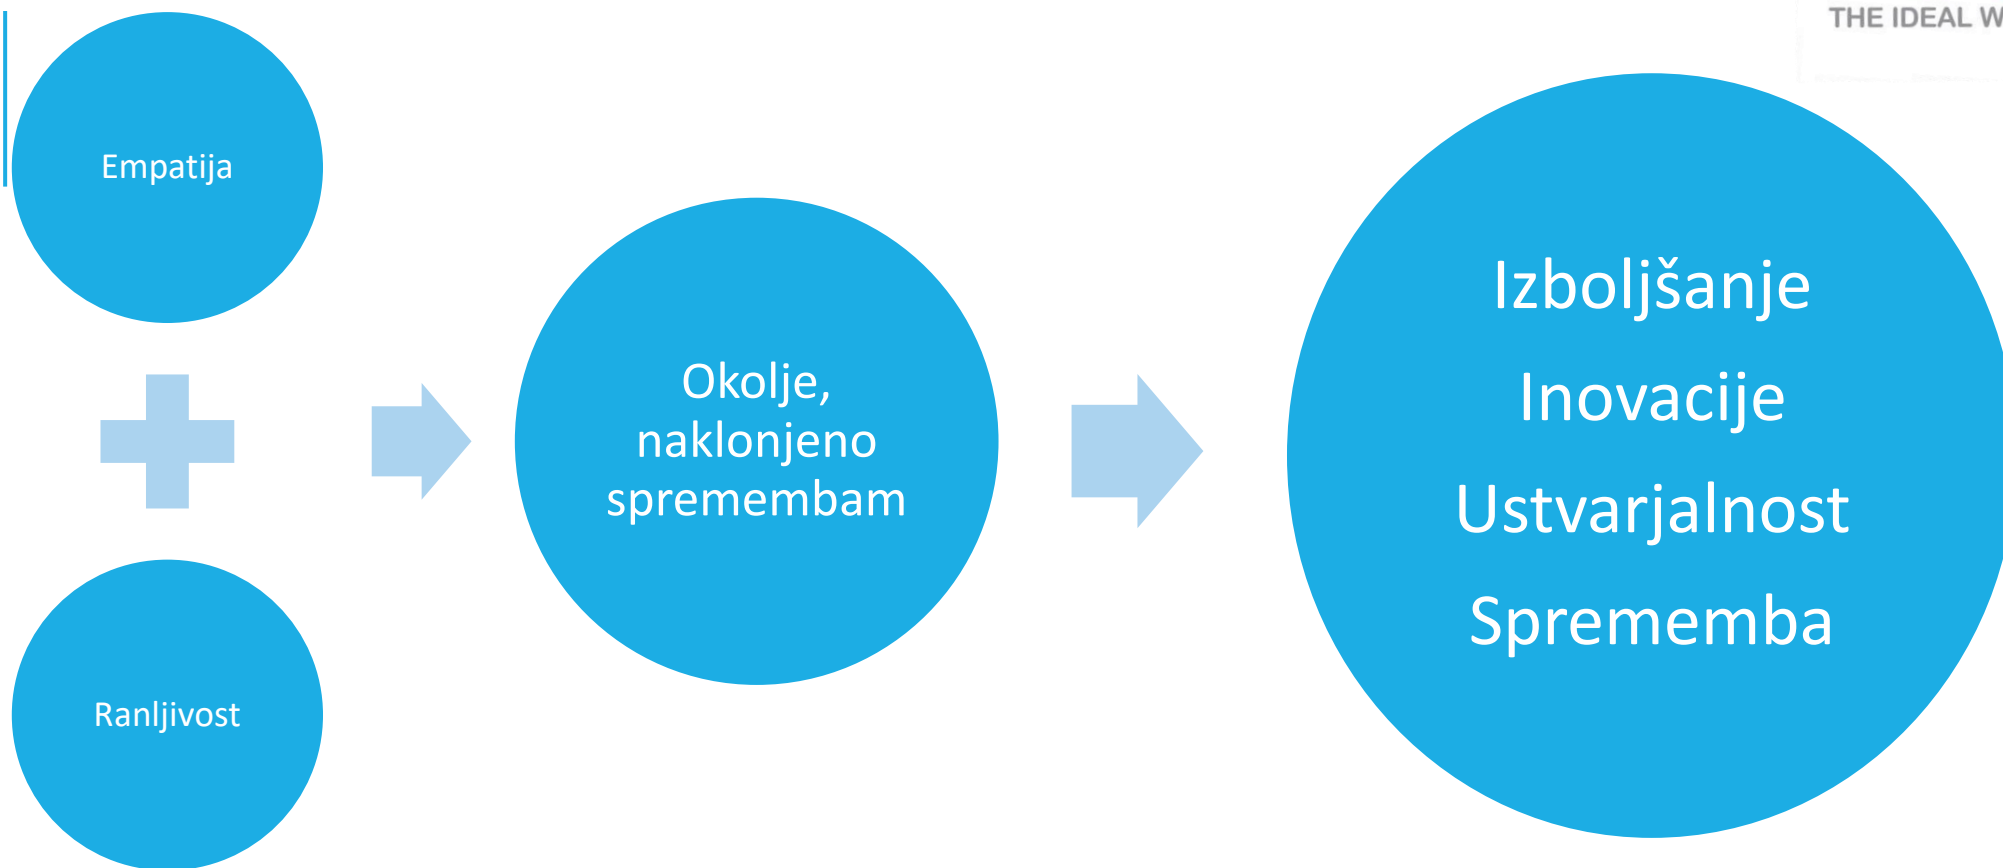 THE IDEAL W
Empatija
Ranljivost
Okolje,
naklonjeno
spremembam
Izboljšanje
Inovacije
Ustvarjalnost
Sprememba